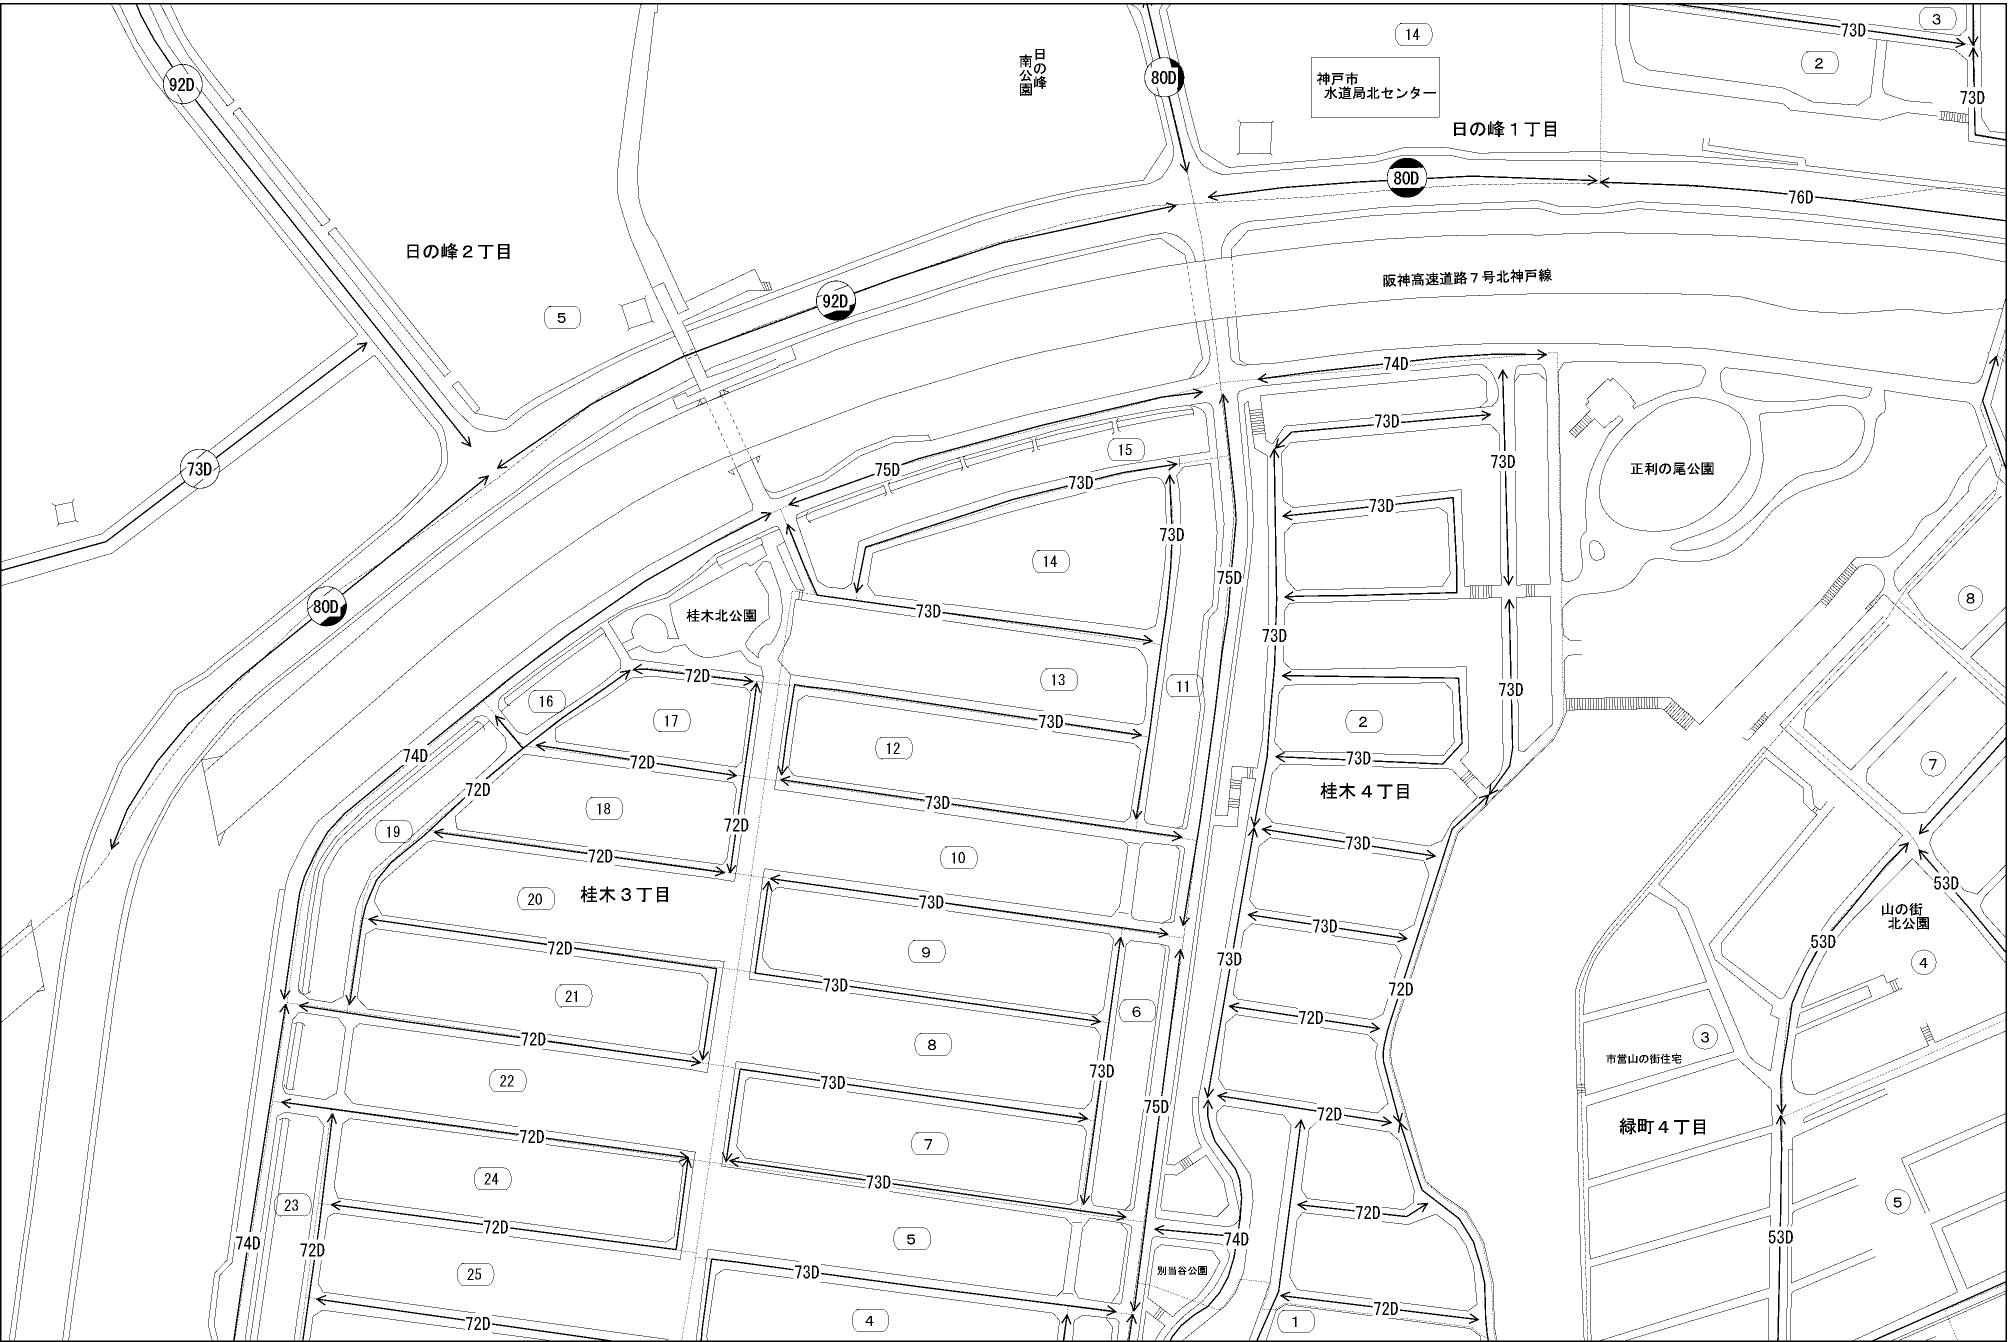 3
73D
14
2
92D
80D
神戸市
水道局北センター
73D
日の峰
南公園
日の峰１丁目
80D
76D
日の峰２丁目
阪神高速道路７号北神戸線
92D
5
74D
73D
15
75D
73D
73D
73D
正利の尾公園
73D
73D
14
73D
75D
80D
桂木北公園
73D
8
73D
72D
13
11
73D
16
17
73D
2
12
74D
72D
73D
7
72D
桂木４丁目
73D
18
19
72D
73D
72D
10
53D
20
桂木３丁目
73D
山の街
北公園
73D
72D
9
53D
4
73D
21
73D
72D
6
72D
72D
8
3
市営山の街住宅
22
73D
73D
75D
72D
緑町４丁目
72D
7
24
73D
23
5
72D
72D
74D
72D
5
74D
53D
25
73D
別当谷公園
72D
72D
4
1